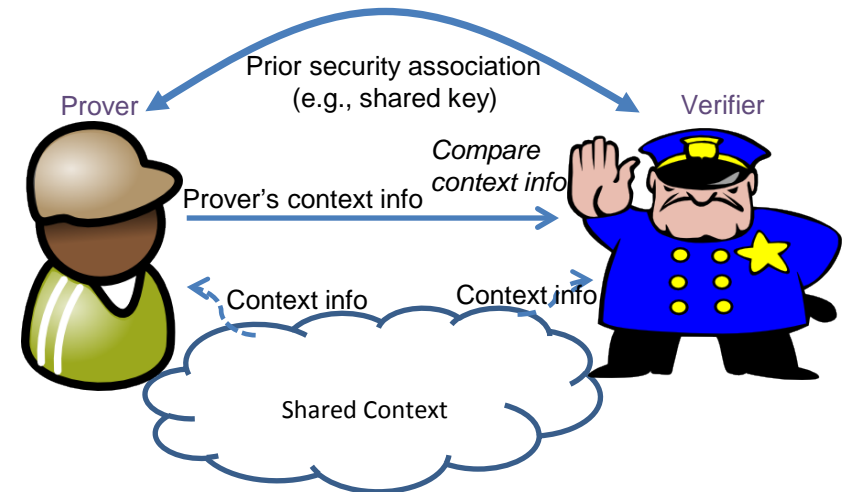 Prior security association
(e.g., shared key)
Prover
Verifier
Compare
context info
Prover's context info
Context info
Context info
Shared Context